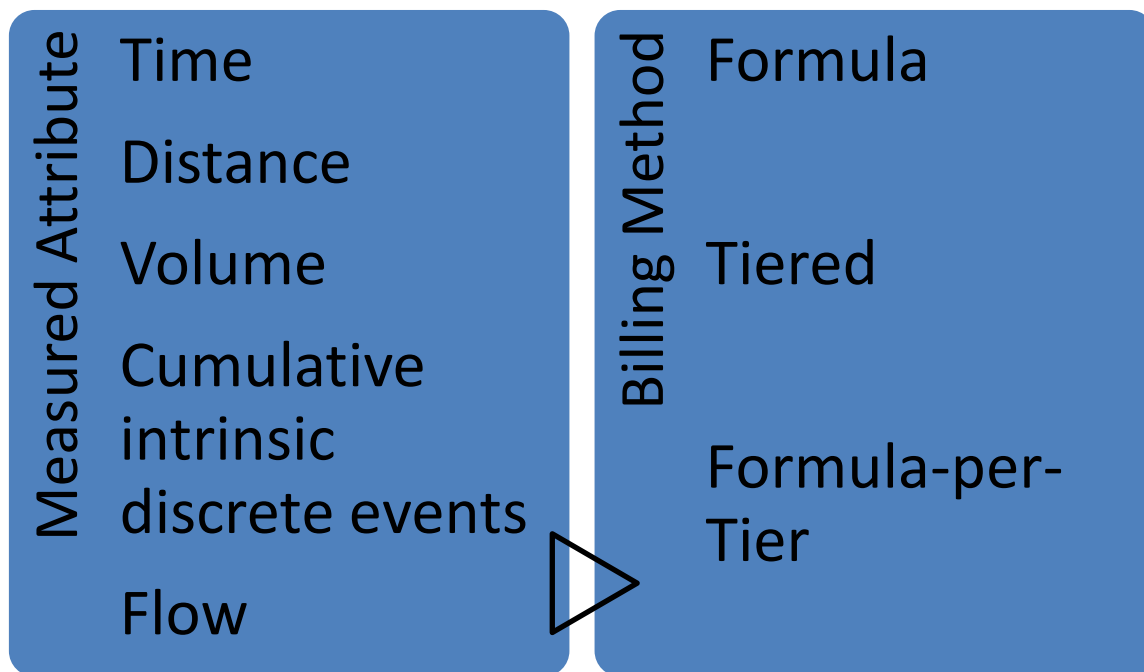 Measured Attribute
Time
Distance
Volume
Cumulative
intrinsic
discrete events
Flow
Billing Method
Formula
Tiered
Formula-per-
Tier